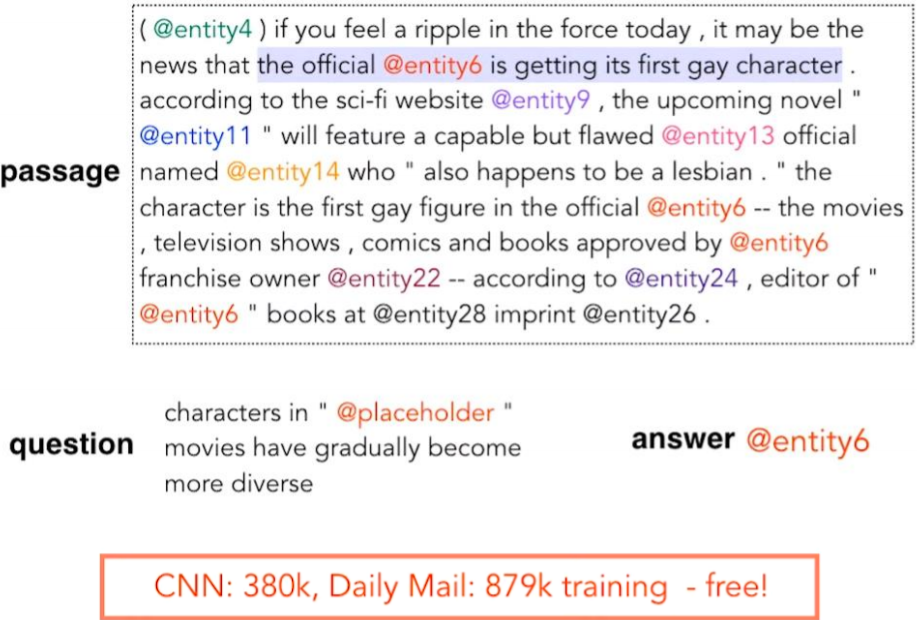 ( @entity4 ) if you feel a ripple in the force today , it may be the
news that the official @entity6 is getting its first gay character .
according to the sci-fi website @entity9 , the upcoming novel "
@entity11 " will feature a capable but flawed @entity13 official
passage named @entity14 who " also happens to be a lesbian . " the
character is the first gay figure in the official @entity6 -- the movies
, television shows , comics and books approved by @entity6
franchise owner @entity22 -- according to @entity24 , editor of "
@entity6 " books at @entity28 imprint @entity26 .
characters in " @placeholder "
question movies have gradually become
more diverse
answer @entity6
CNN: 380k, Daily Mail: 879k training - free!